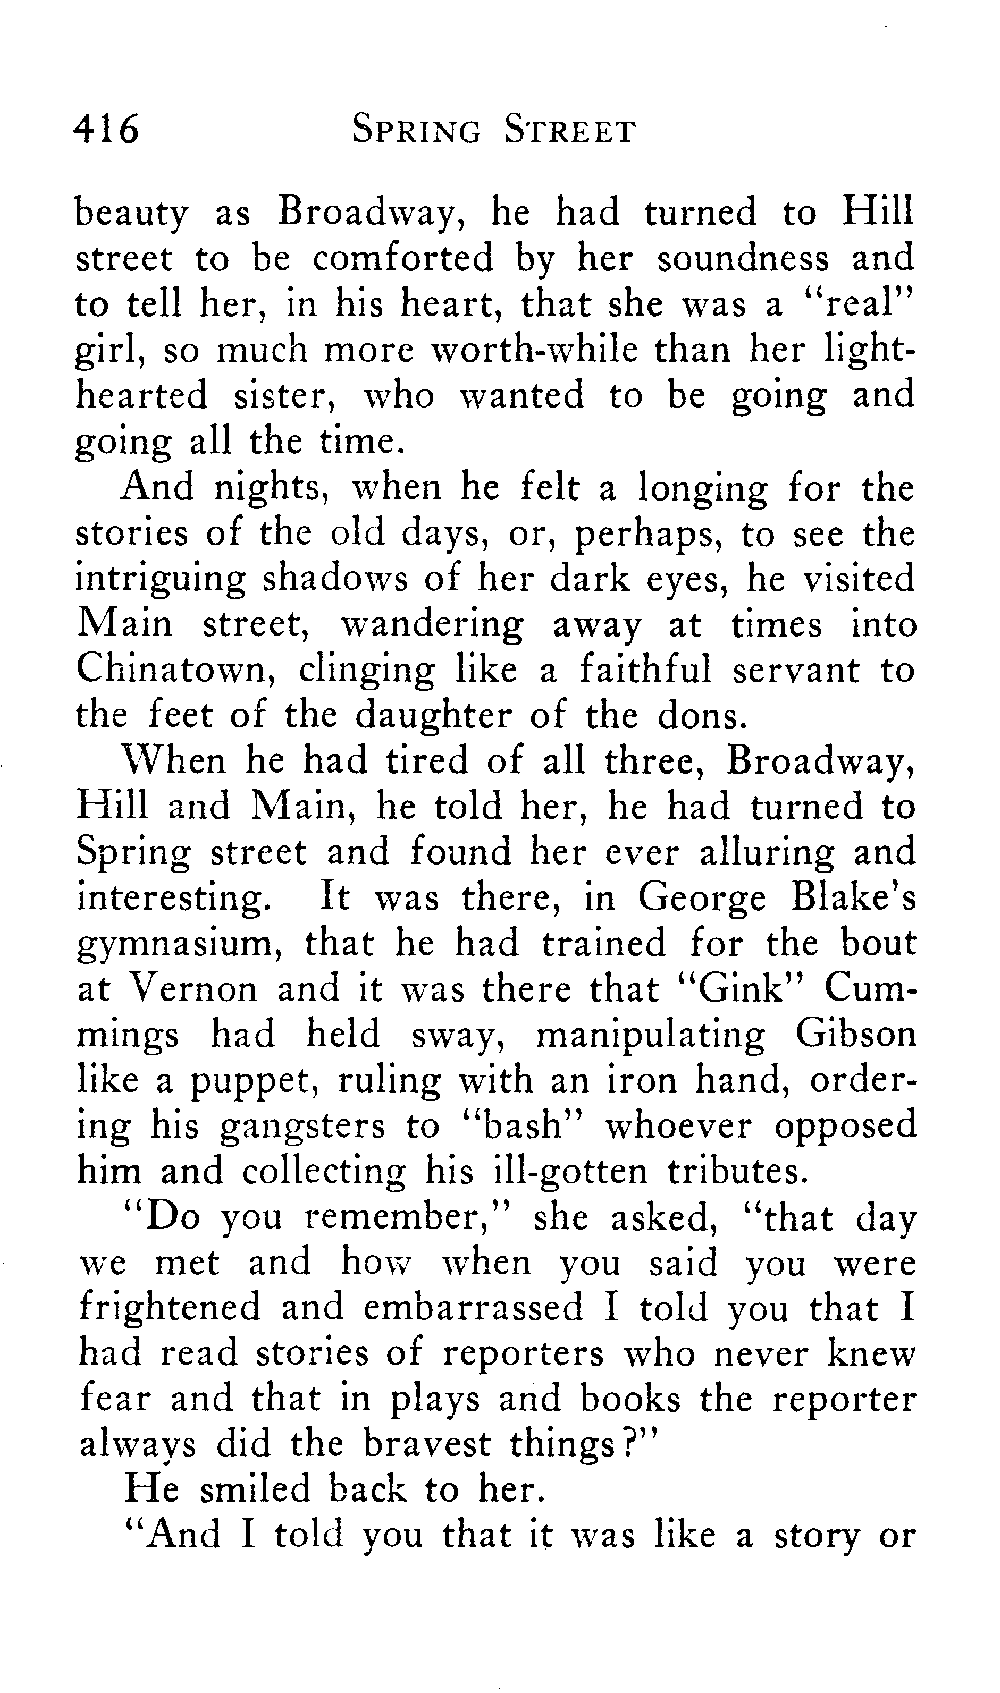 416 SPRING STREET
beauty as Broadway, he had turned to Hill
street to be comforted by her soundness and
to tell her, in his heart, that she was a "real"
girl, so much more worth-while than her light-
hearted sister, who wanted to be going and
going all the time.
And nights, when he felt a longing for the
stories of the old days, or, perhaps, to see the
intriguing shadows of her dark eyes, he visited
Main street, wandering away at times into
Chinatown, clinging like a faithful servant to
the feet of the daughter of the dons.
When he had tired of all three, Broadway,
Hill and Main, he told her, he had turned to
Spring street and found her ever alluring and
interesting. It was there, in George Blake's
gymnasium, that he had trained for the bout
at Vernon and it was there that "Gink" Cum-
mings had held sway, manipulating Gibson
like a puppet, ruling with an iron hand, order-
ing his gangsters to "bash" whoever opposed
him and collecting his ill-gotten tributes.
"Do you remember," she asked, "that day
we met and how when you said you were
frightened and embarrassed I told you that I
had read stories of reporters who never knew
fear and that in plays and books the reporter
always did the bravest things?"
He smiled back to her.
"And I told you that it was like a story or